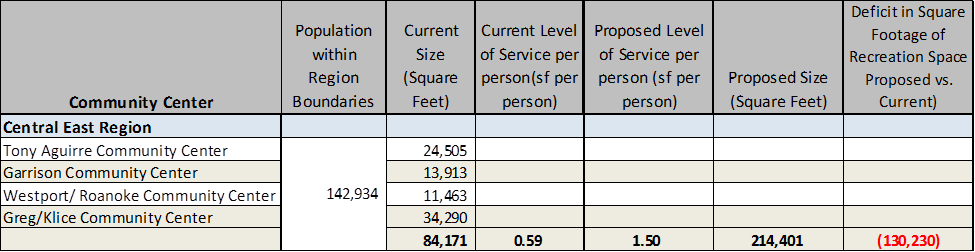 Community Center
Population within Region Boundaries
Current Size (Square Feet)
Current Level of Service per person(sf per person)
Proposed Level of Service per person (sf per person)
Proposed Size (Square Feet)
Deficit in Square Footage of Recreation Space Proposed vs. Current)
Central East Region
Tony Aguirre Community Center 24,505
Garrison Community Center 13,913
Westport/ Roanoke Community Center 142,934 11,463
Greg/Klice Community Center 34,290
84,171 0.59 1.50 214,401 (130,230)